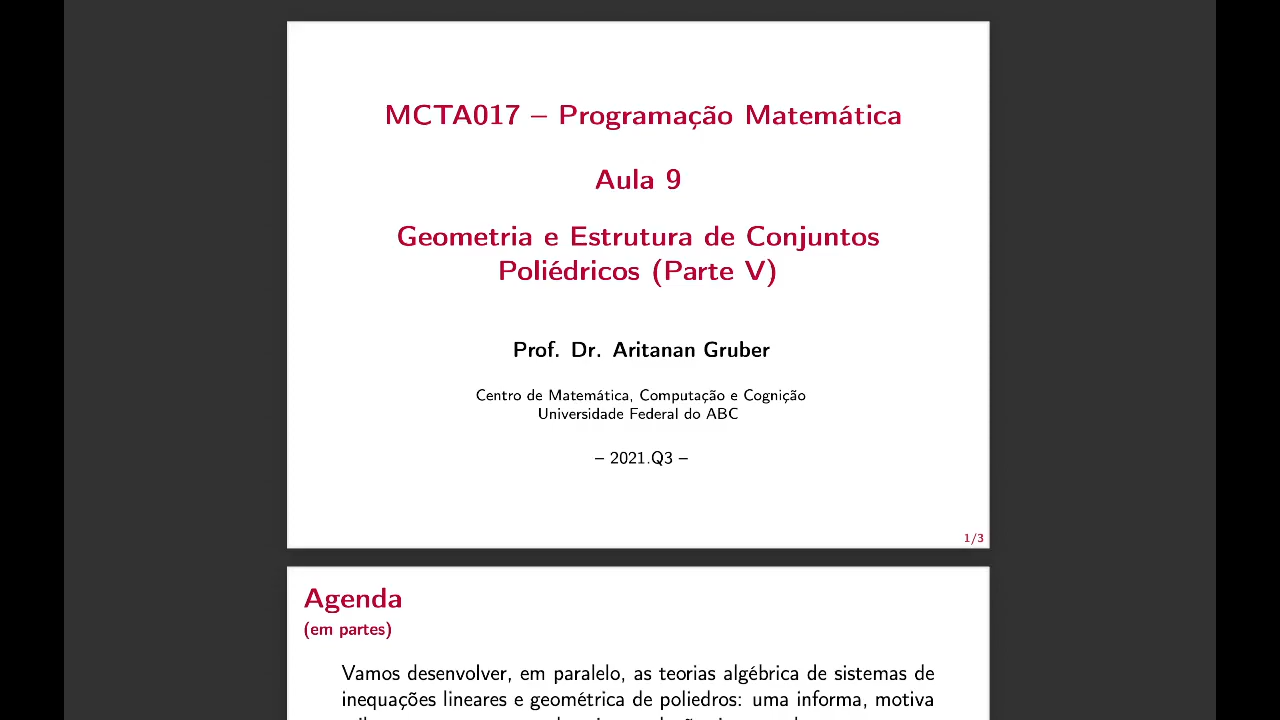 MCTA017 – Programação Matemática
Aula 9
Geometria e Estrutura de Conjuntos
Poliédricos (Parte V)
Prof. Dr. Aritanan Gruber
Centro de Matemática, Computação e Cognição
Universidade Federal do ABC
– 2021.Q3 –
1/3
Agenda
(em partes)
Vamos desenvolver, em paralelo, as teorias algébrica de sistemas de
inequações lineares e geométrica de poliedros: uma informa, motiva